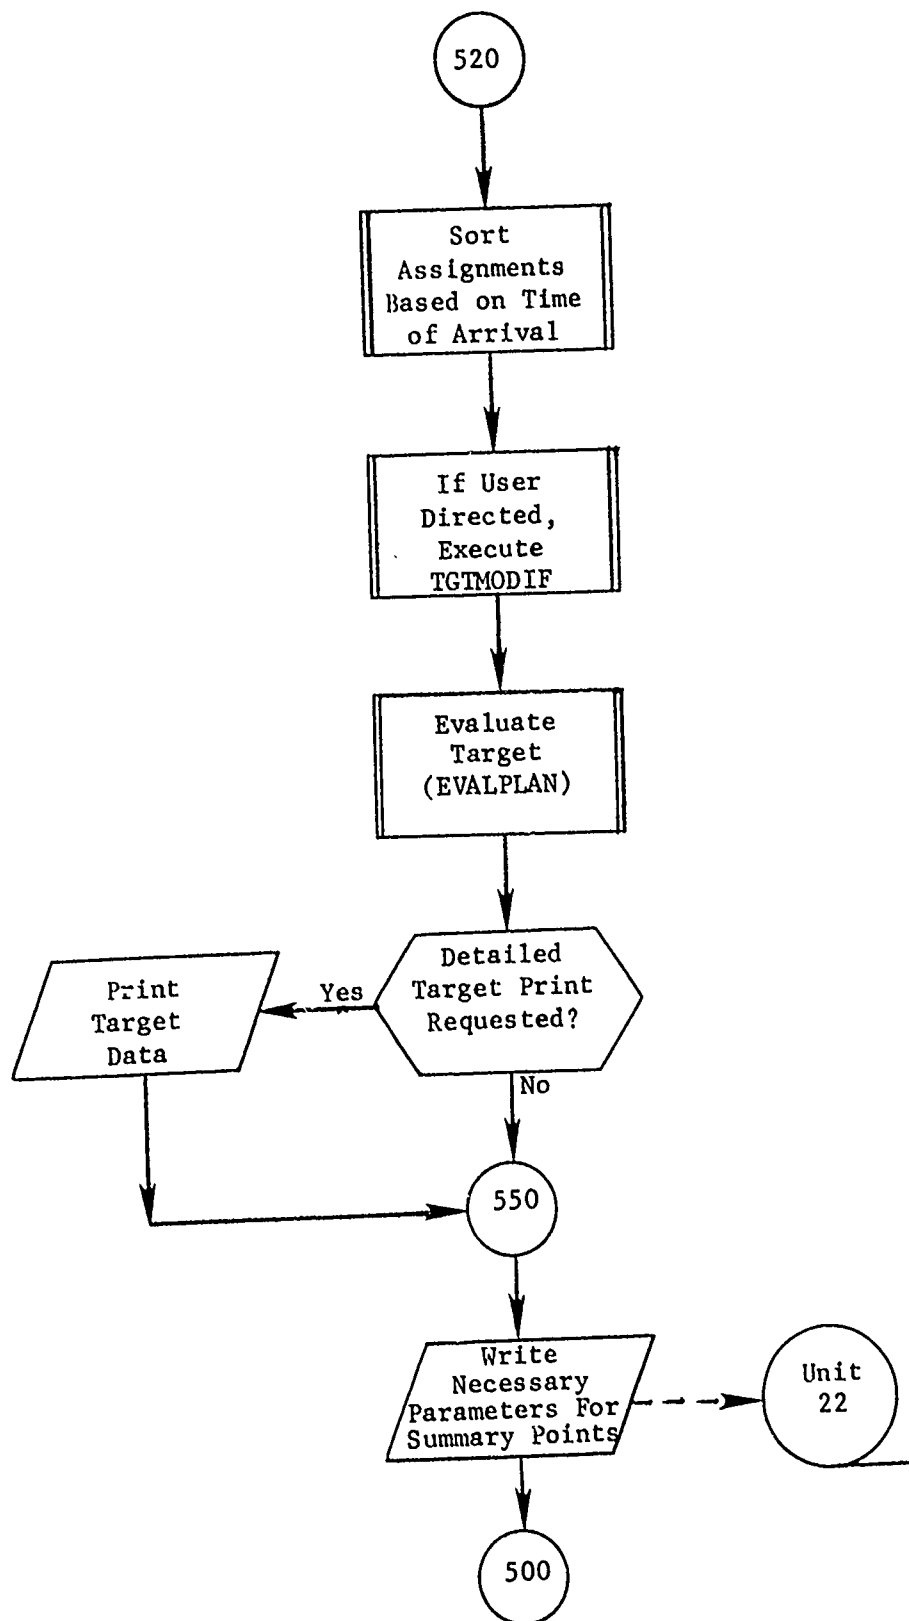 520
Sort
Assignments
Based on Time
of Arrival
If User
Directed,
Execute
TGTMODIF
Evaluate
Target
(EVALPLAN)
Detailed
Target Print
Requested?
Yes
Print
Target
Data
No
550
Write
Necessary
Parameters For
Summary Points
Unit
22
500